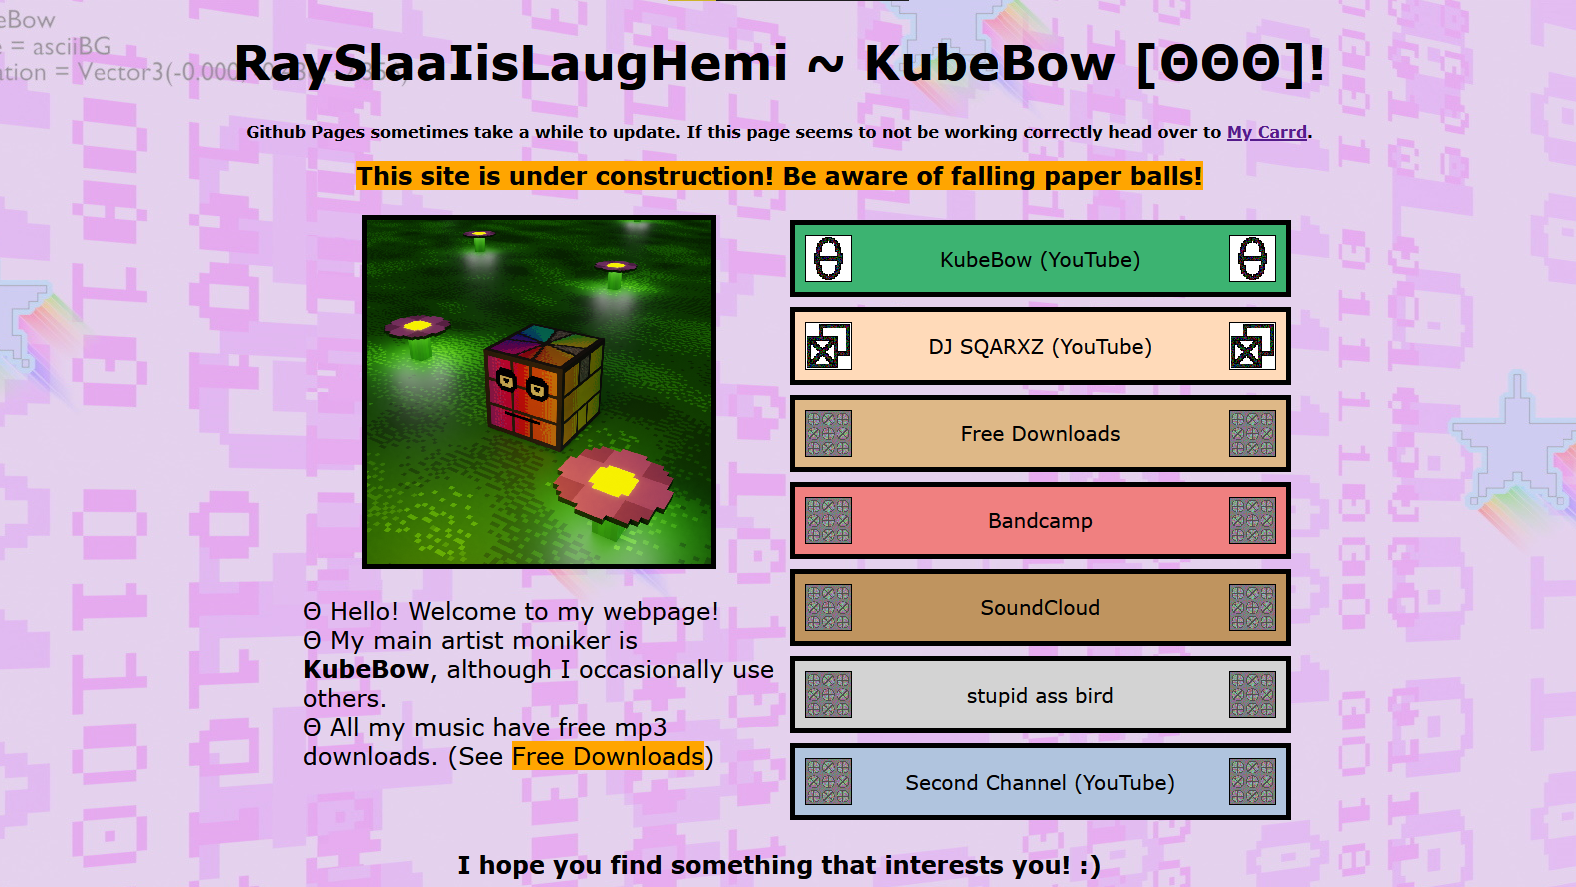 eBow
e = asciiBG
ation = Vector3(-0.000
RaySlaaIisLaugHemi ~ KubeBow [ΘΘΘ]!
Github Pages sometimes take a while to update. If this page seems to not be working correctly head over to My Carrd.
This site is under construction! Be aware of falling paper balls!
KubeBow (YouTube)
DJ SQARXZ (YouTube)
Free Downloads
Bandcamp
SoundCloud
stupid ass bird
Second Channel (YouTube)
Θ Hello! Welcome to my webpage!
Θ My main artist moniker is
KubeBow, although I occasionally use
others.
Θ All my music have free mp3
downloads. (See Free Downloads)
I hope you find something that interests you! :)